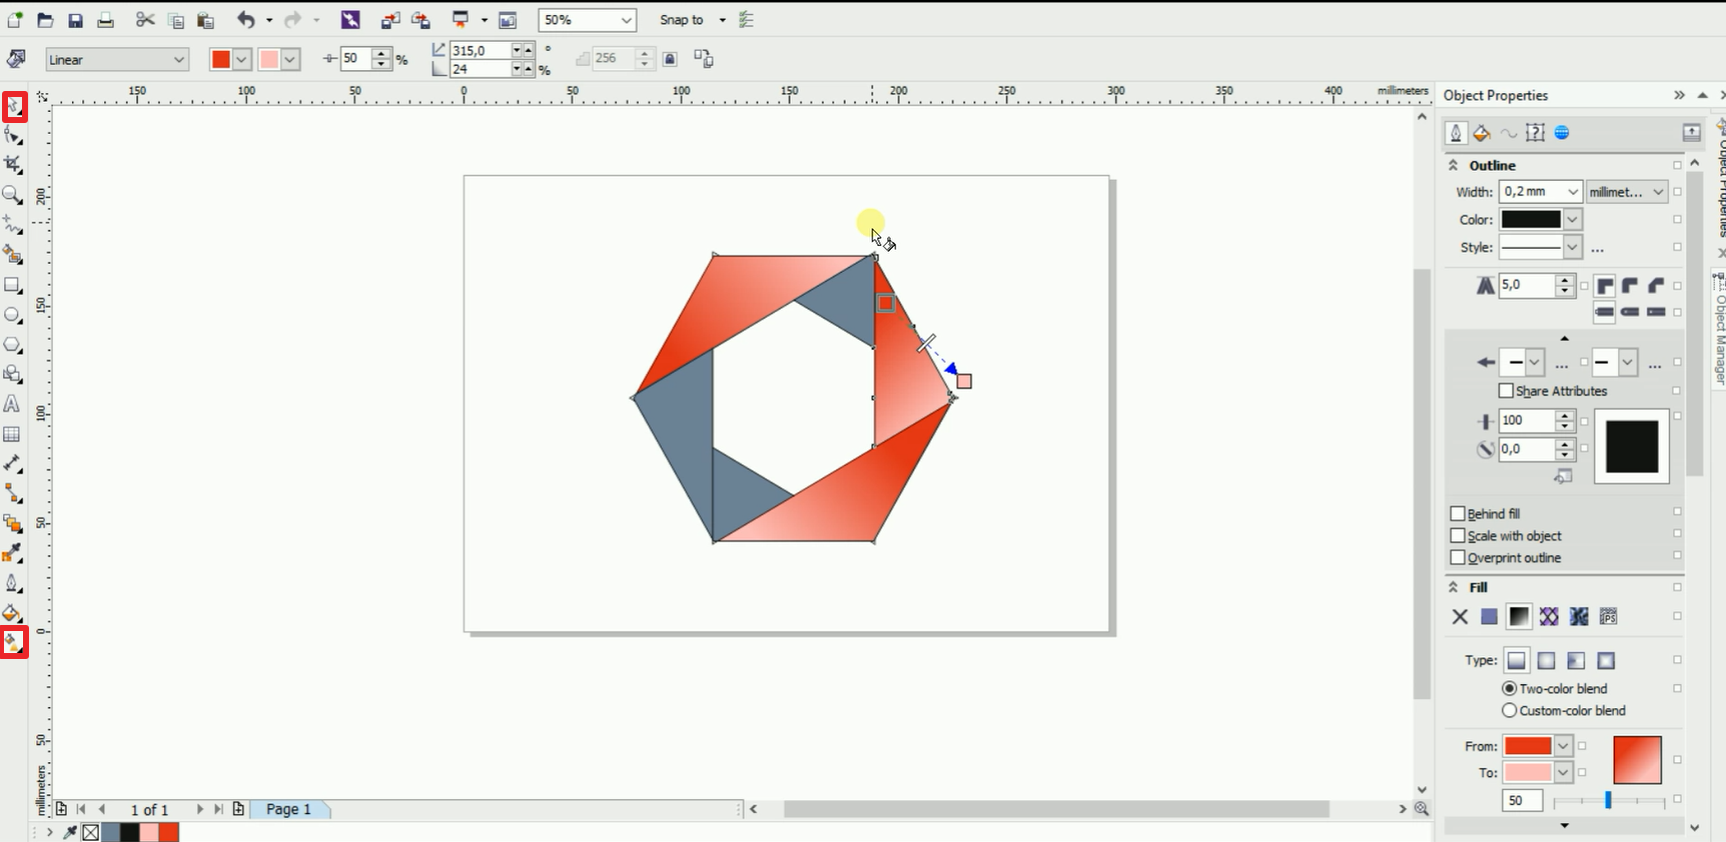 50%
Snap to
Linear
50
%
315,0
°
24
%
256
150
100
50
0
50
100
150
200
250
300
350
400
millimeters
200
150
100
50
0
50
millimeters
Object Properties
Outline
Width:
0,2 mm
millimet...
Color:
Style:
...
5,0
...
...
Share Attributes
100
0,0
Behind fill
Scale with object
Overprint outline
Fill
PS
Type:
Two-color blend
Custom-color blend
From:
To:
50
Object Properties
Object Manager
1 of 1
Page 1